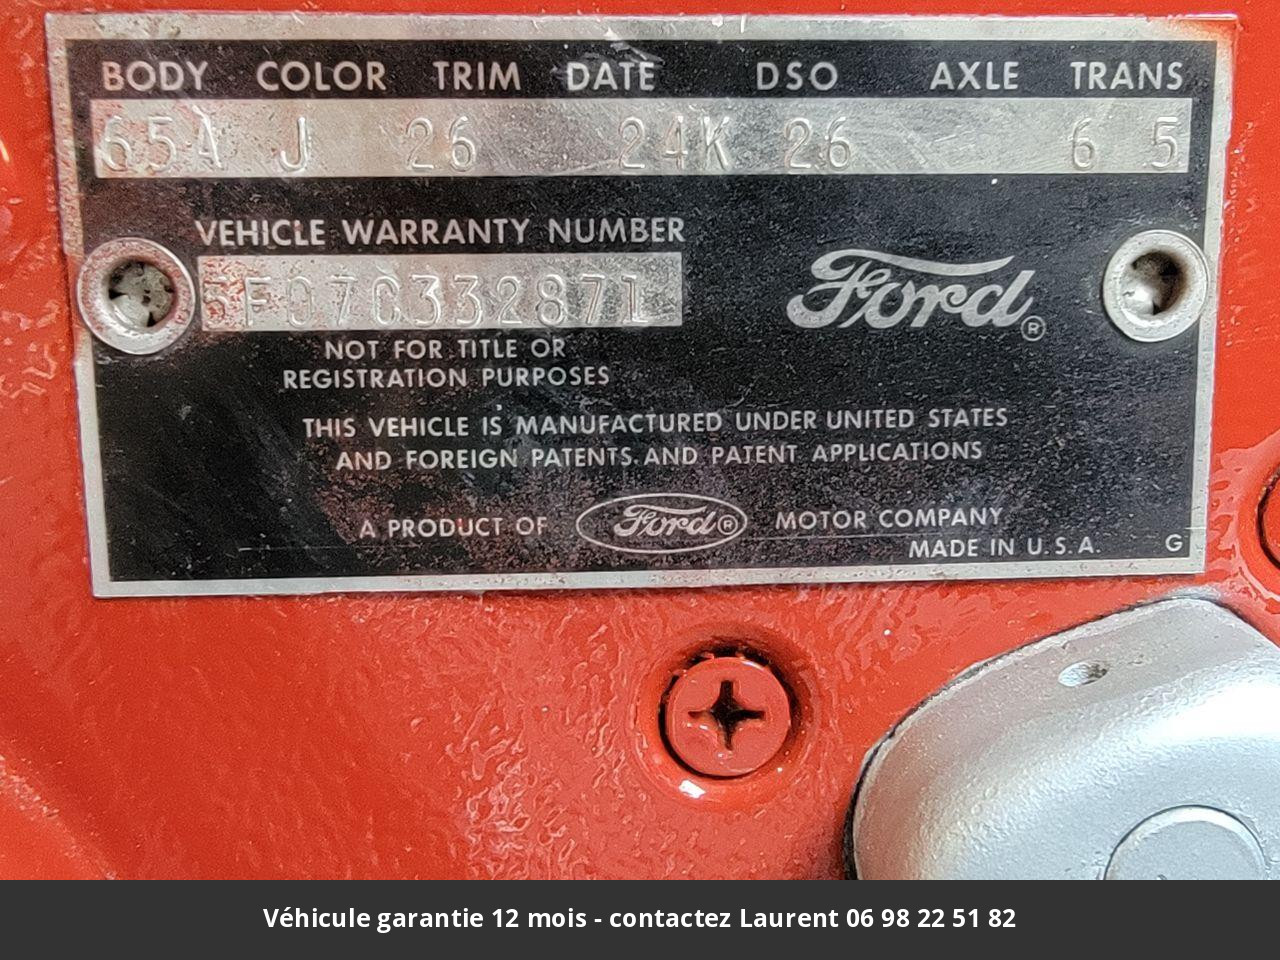 BODY COLOR TRIM DATE DSO AXLE TRANS
65A J 26 24K 26 6 5
VEHICLE WARRANTY NUMBER
5F07C332871
Ford®
NOT FOR TITLE OR
REGISTRATION PURPOSES
THIS VEHICLE IS MANUFACTURED UNDER UNITED STATES
AND FOREIGN PATENTS AND PATENT APPLICATIONS
A PRODUCT OF Ford® MOTOR COMPANY
MADE IN U.S.A. G
Véhicule garantie 12 mois - contactez Laurent 06 98 22 51 82